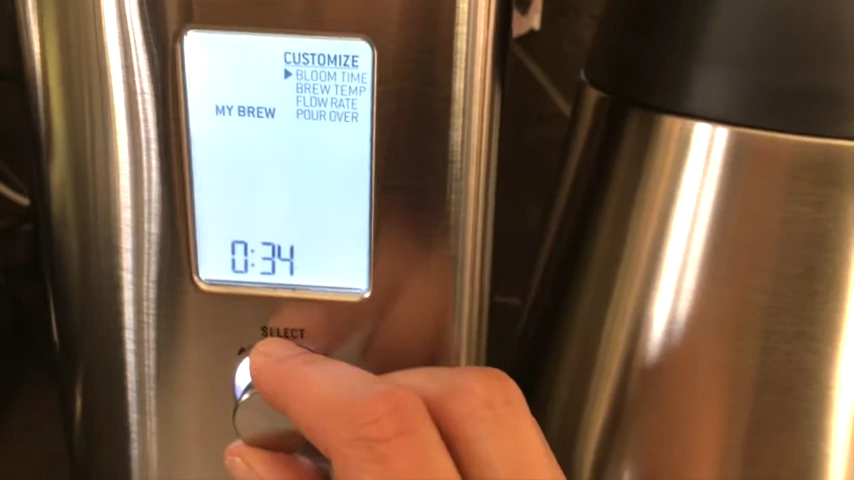 CUSTOMIZE
▶ BLOOM TIME
BREW TEMP
FLOW RATE
MY BREW
POUR OVER
0:34
SELECT